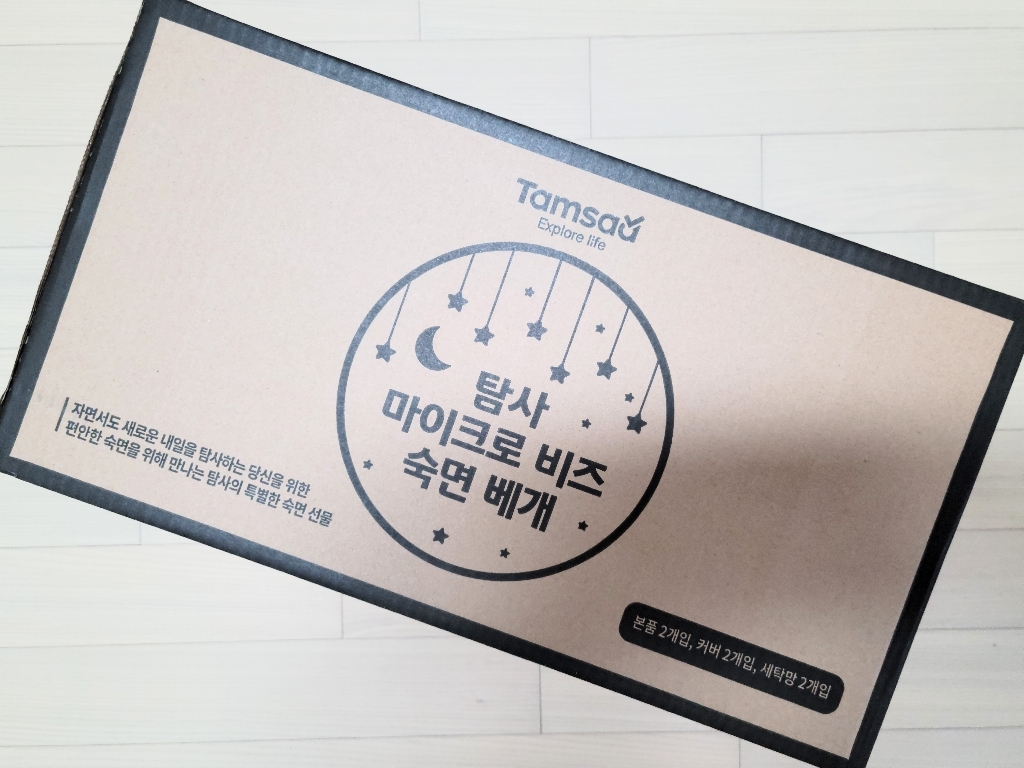 Tamsaú
Explore life
탐사
마이크로 비즈
숙면 베개
자면서도 새로운 내일을 탐사하는 당신을 위한
편안한 숙면을 위해 만나는 탐사의 특별한 숙면 선물
본품 2개입, 커버 2개입, 세탁망 2개입